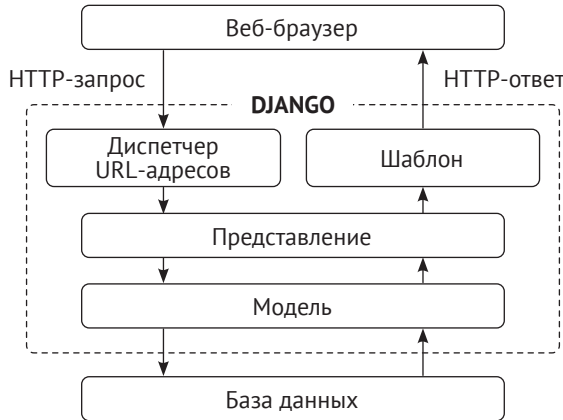 Веб-браузер
HTTP-запрос
HTTP-ответ
DJANGO
Диспетчер
URL-адресов
Шаблон
Представление
Модель
База данных